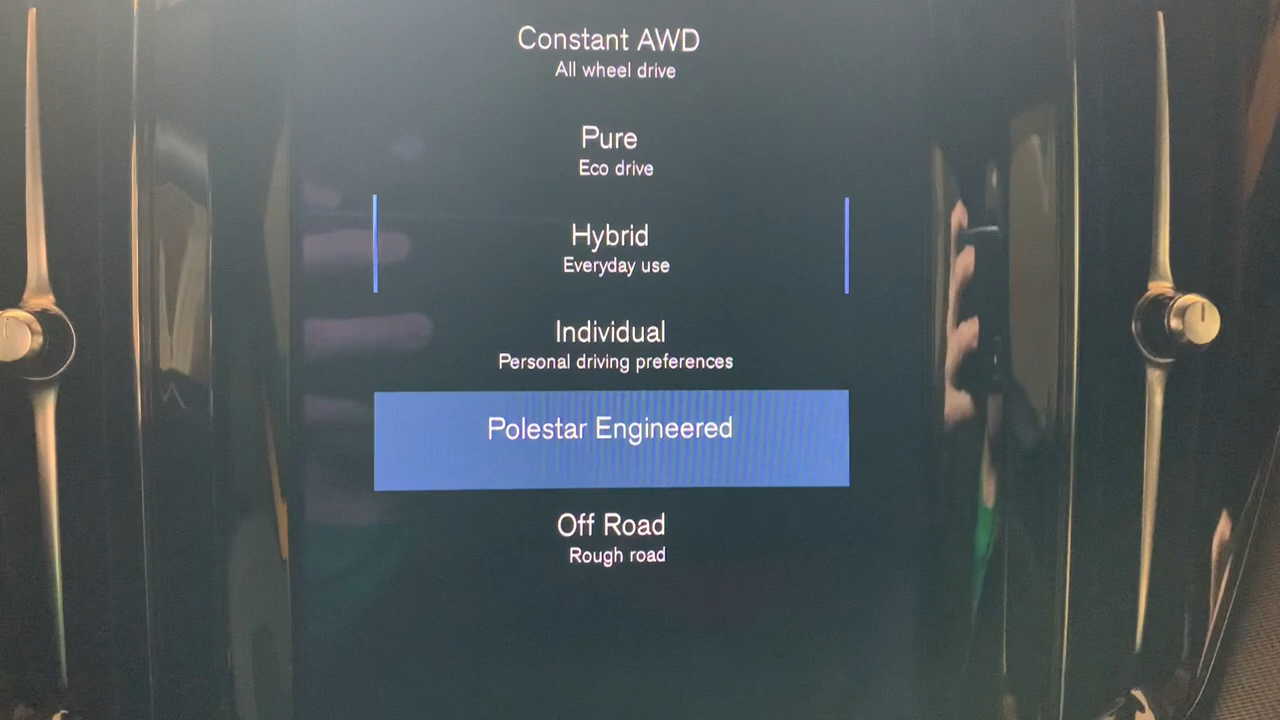 Constant AWD
All wheel drive
Pure
Eco drive
Hybrid
Everyday use
Individual
Personal driving preferences
Polestar Engineered
Off Road
Rough road